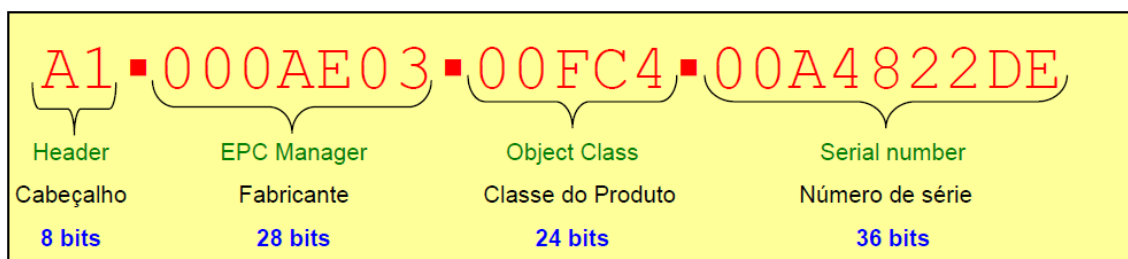 A1▪000AE03▪00FC4▪00A4822DE
Header EPC Manager Object Class Serial number
Cabeçalho Fabricante Classe do Produto Número de série
8 bits 28 bits 24 bits 36 bits